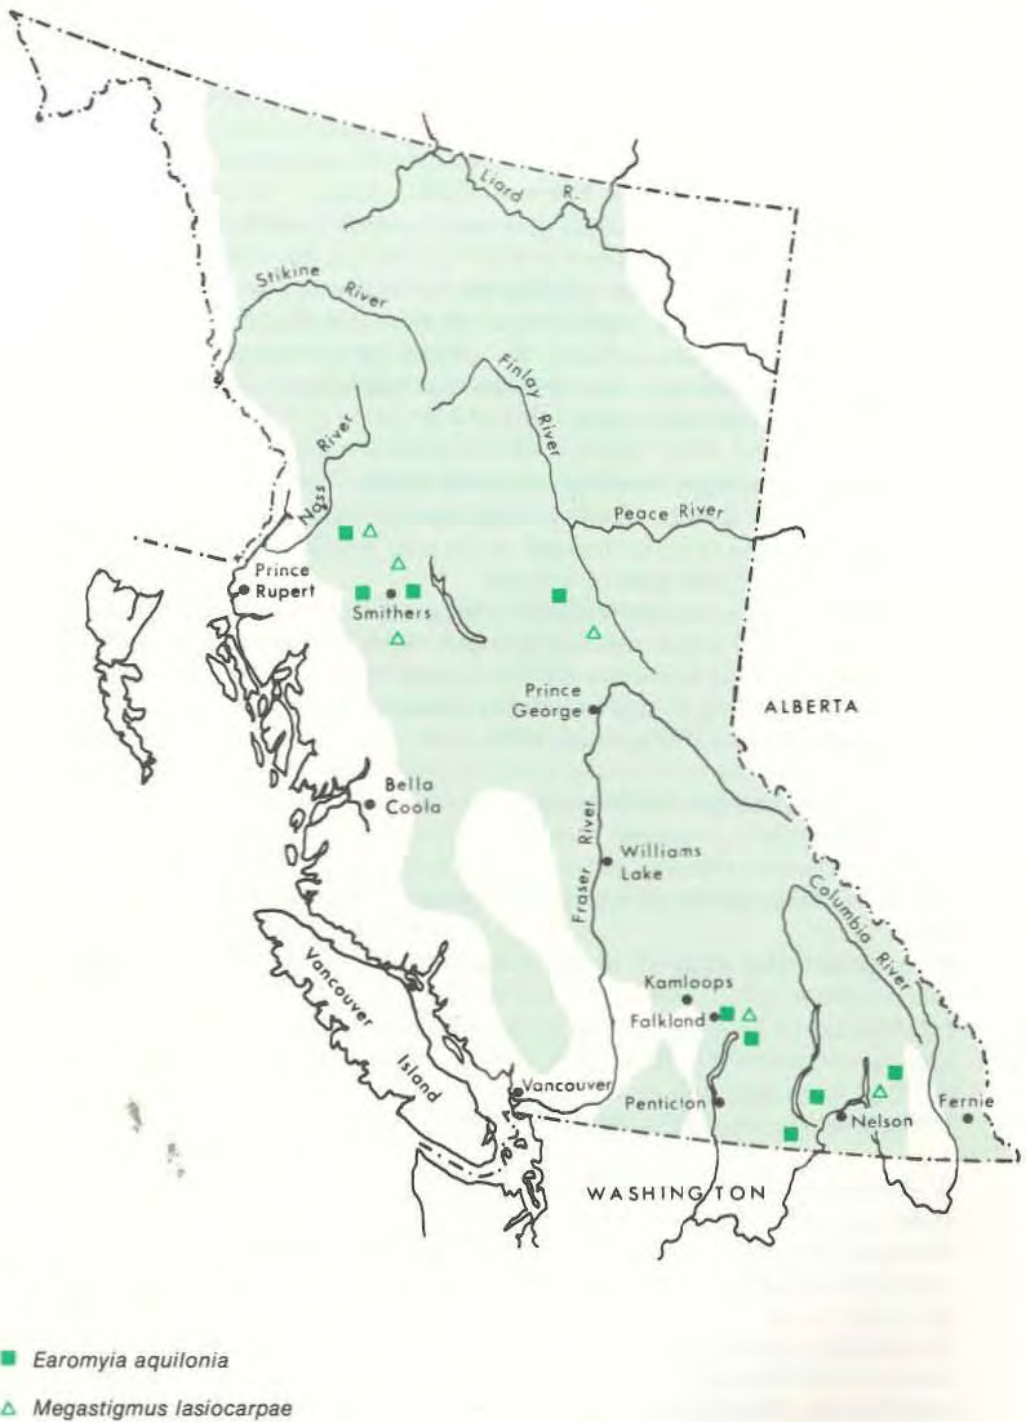 Liard R.
Stikine River
Finlay River
Nass River
Peace River
Prince
Rupert
Smithers
Prince
George
ALBERTA
Bella
Coola
Fraser River
Williams
Lake
Columbia River
Vancouver Island
Kamloops
Falkland
Vancouver
Penticton
Nelson
Fernie
WASHINGTON
Earomyia aquilonia
Megastigmus lasiocarpae